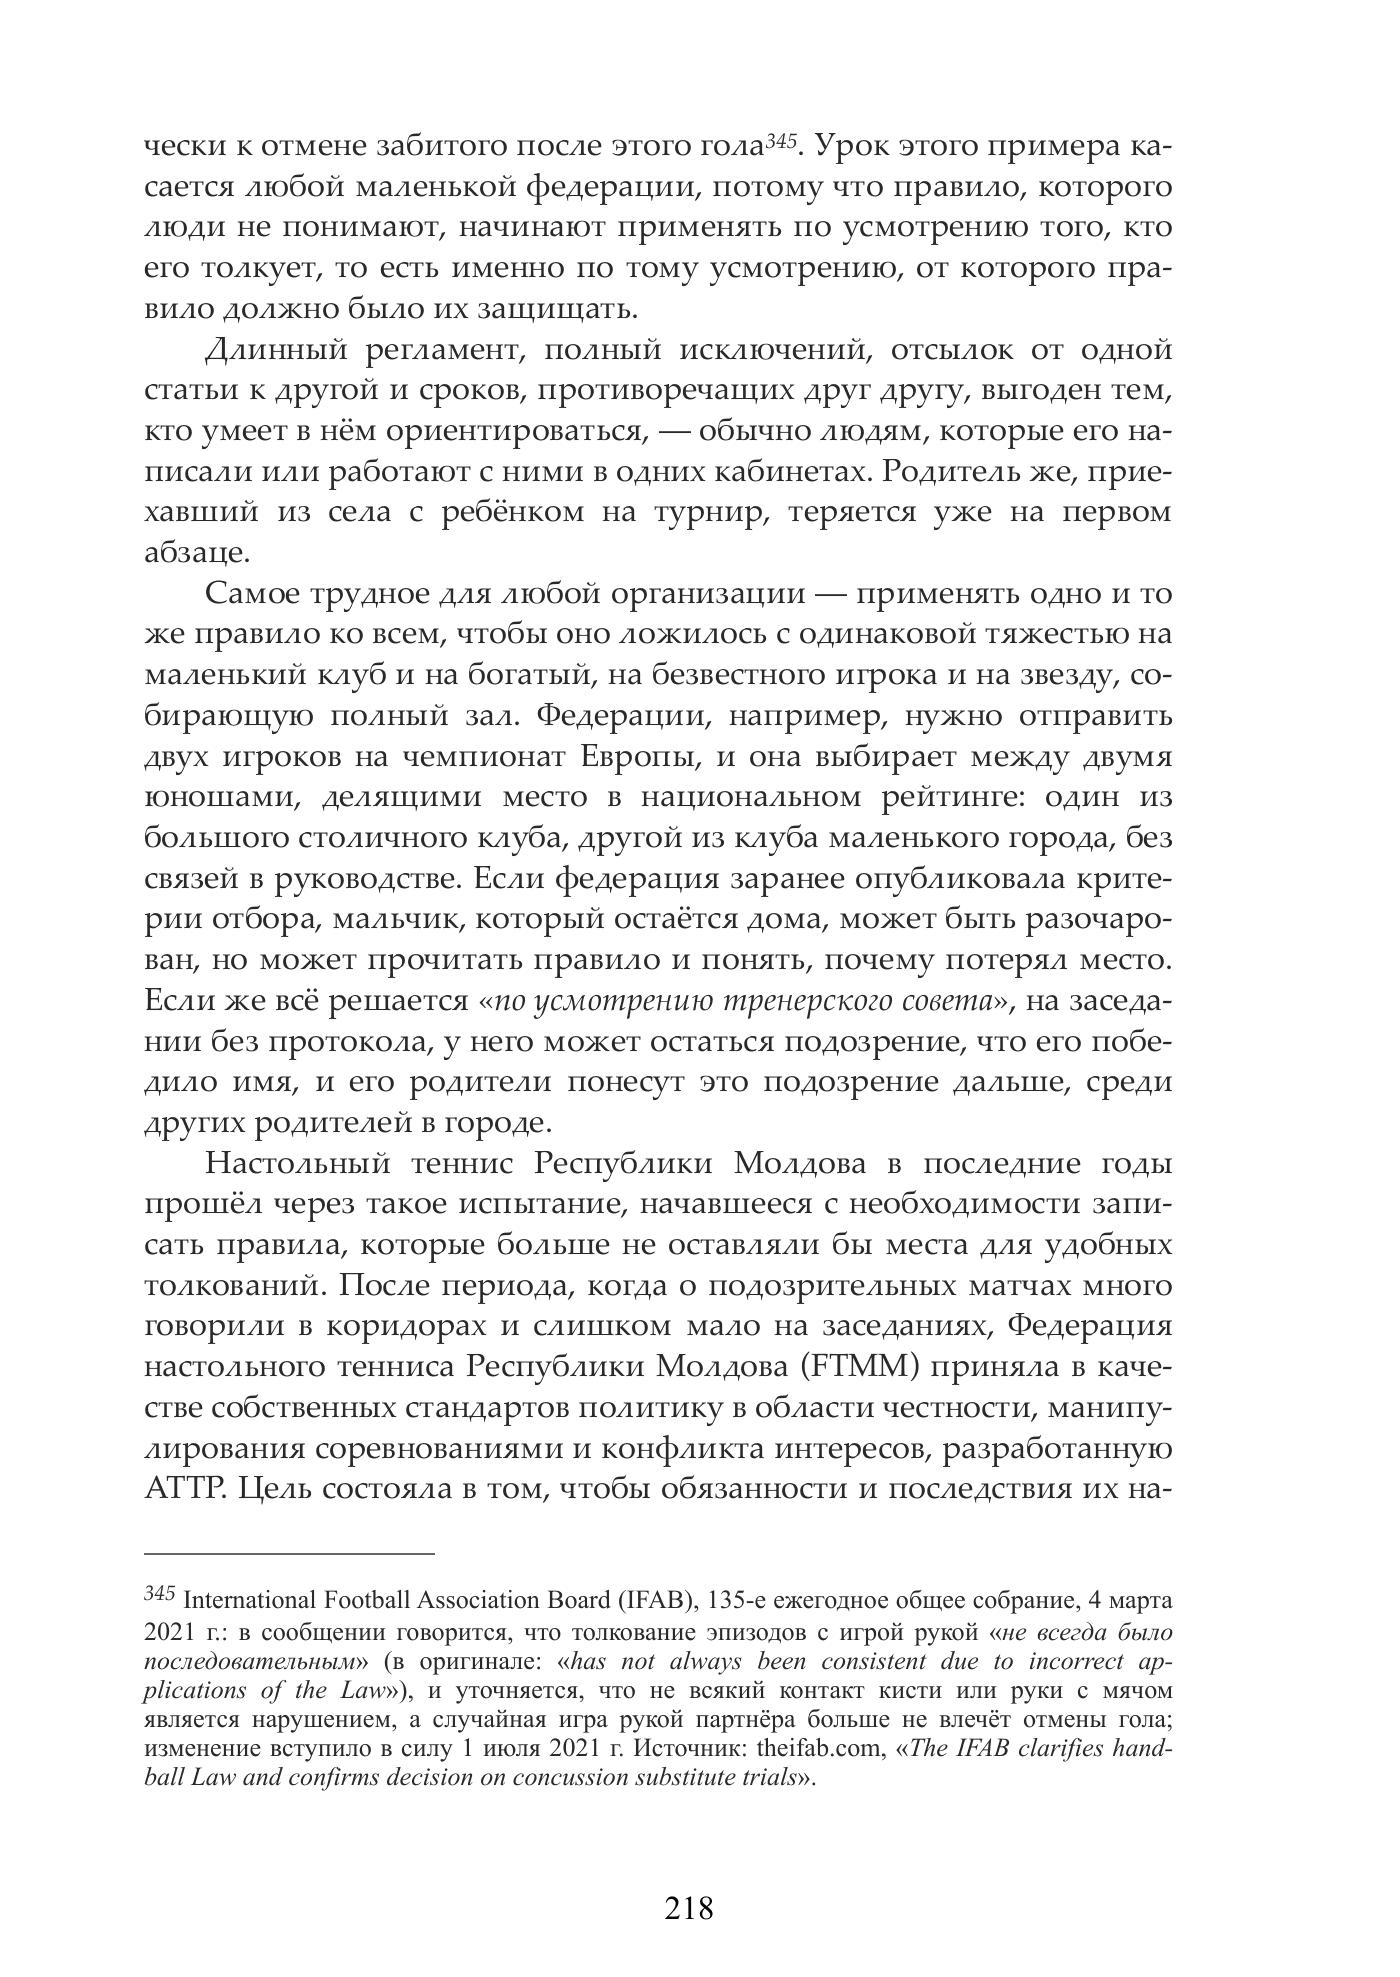 чески к отмене забитого после этого гола345. Урок этого примера ка-
сается любой маленькой федерации, потому что правило, которого
люди не понимают, начинают применять по усмотрению того, кто
его толкует, то есть именно по тому усмотрению, от которого пра-
вило должно было их защищать.
Длинный регламент, полный исключений, отсылок от одной
статьи к другой и сроков, противоречащих друг другу, выгоден тем,
кто умеет в нём ориентироваться, — обычно людям, которые его на-
писали или работают с ними в одних кабинетах. Родитель же, прие-
хавший из села с ребёнком на турнир, теряется уже на первом
абзаце.
Самое трудное для любой организации — применять одно и то
же правило ко всем, чтобы оно ложилось с одинаковой тяжестью на
маленький клуб и на богатый, на безвестного игрока и на звезду, со-
бирающую полный зал. Федерации, например, нужно отправить
двух игроков на чемпионат Европы, и она выбирает между двумя
юношами, делящими место в национальном рейтинге: один из
большого столичного клуба, другой из клуба маленького города, без
связей в руководстве. Если федерация заранее опубликовала крите-
рии отбора, мальчик, который остаётся дома, может быть разочаро-
ван, но может прочитать правило и понять, почему потерял место.
Если же всё решается «по усмотрению тренерского совета», на заседа-
нии без протокола, у него может остаться подозрение, что его побе-
дило имя, и его родители понесут это подозрение дальше, среди
других родителей в городе.
Настольный теннис Республики Молдова в последние годы
прошёл через такое испытание, начавшееся с необходимости запи-
сать правила, которые больше не оставляли бы места для удобных
толкований. После периода, когда о подозрительных матчах много
говорили в коридорах и слишком мало на заседаниях, Федерация
настольного тенниса Республики Молдова (FTMM) приняла в каче-
стве собственных стандартов политику в области честности, манипу-
лирования соревнованиями и конфликта интересов, разработанную
ATTP. Цель состояла в том, чтобы обязанности и последствия их на-
345 International Football Association Board (IFAB), 135-е ежегодное общее собрание, 4 марта
2021 г.: в сообщении говорится, что толкование эпизодов с игрой рукой «не всегда было
последовательным» (в оригинале: «has not always been consistent due to incorrect ap-
plications of the Law»), и уточняется, что не всякий контакт кисти или руки с мячом
является нарушением, а случайная игра рукой партнёра больше не влечёт отмены гола;
изменение вступило в силу 1 июля 2021 г. Источник: theifab.com, «The IFAB clarifies hand-
ball Law and confirms decision on concussion substitute trials».
218